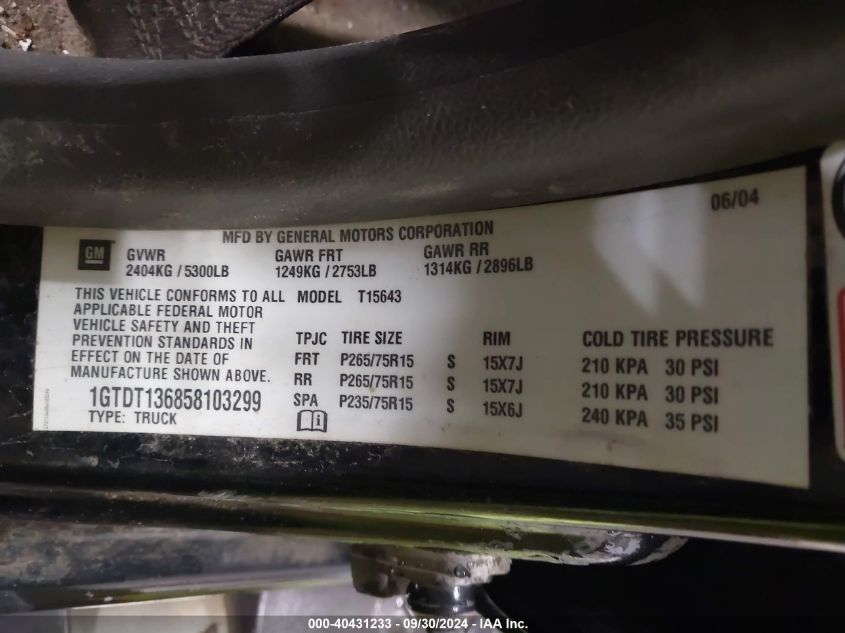 06/04
MFD BY GENERAL MOTORS CORPORATION
GM
GVWR GAWR FRT GAWR RR
2404KG / 5300LB 1249KG / 2753LB 1314KG / 2896LB
THIS VEHICLE CONFORMS TO ALL
APPLICABLE FEDERAL MOTOR
VEHICLE SAFETY AND THEFT
PREVENTION STANDARDS IN
EFFECT ON THE DATE OF
MANUFACTURE SHOWN ABOVE.
1GTDT136858103299
TYPE: TRUCK
MODEL T15643
TPJC TIRE SIZE RIM COLD TIRE PRESSURE
FRT P265/75R15 S 15X7J 210 KPA 30 PSI
RR P265/75R15 S 15X7J 210 KPA 30 PSI
SPA P235/75R15 S 15X6J 240 KPA 35 PSI
000-40431233 - 09/30/2024 - IAA Inc.